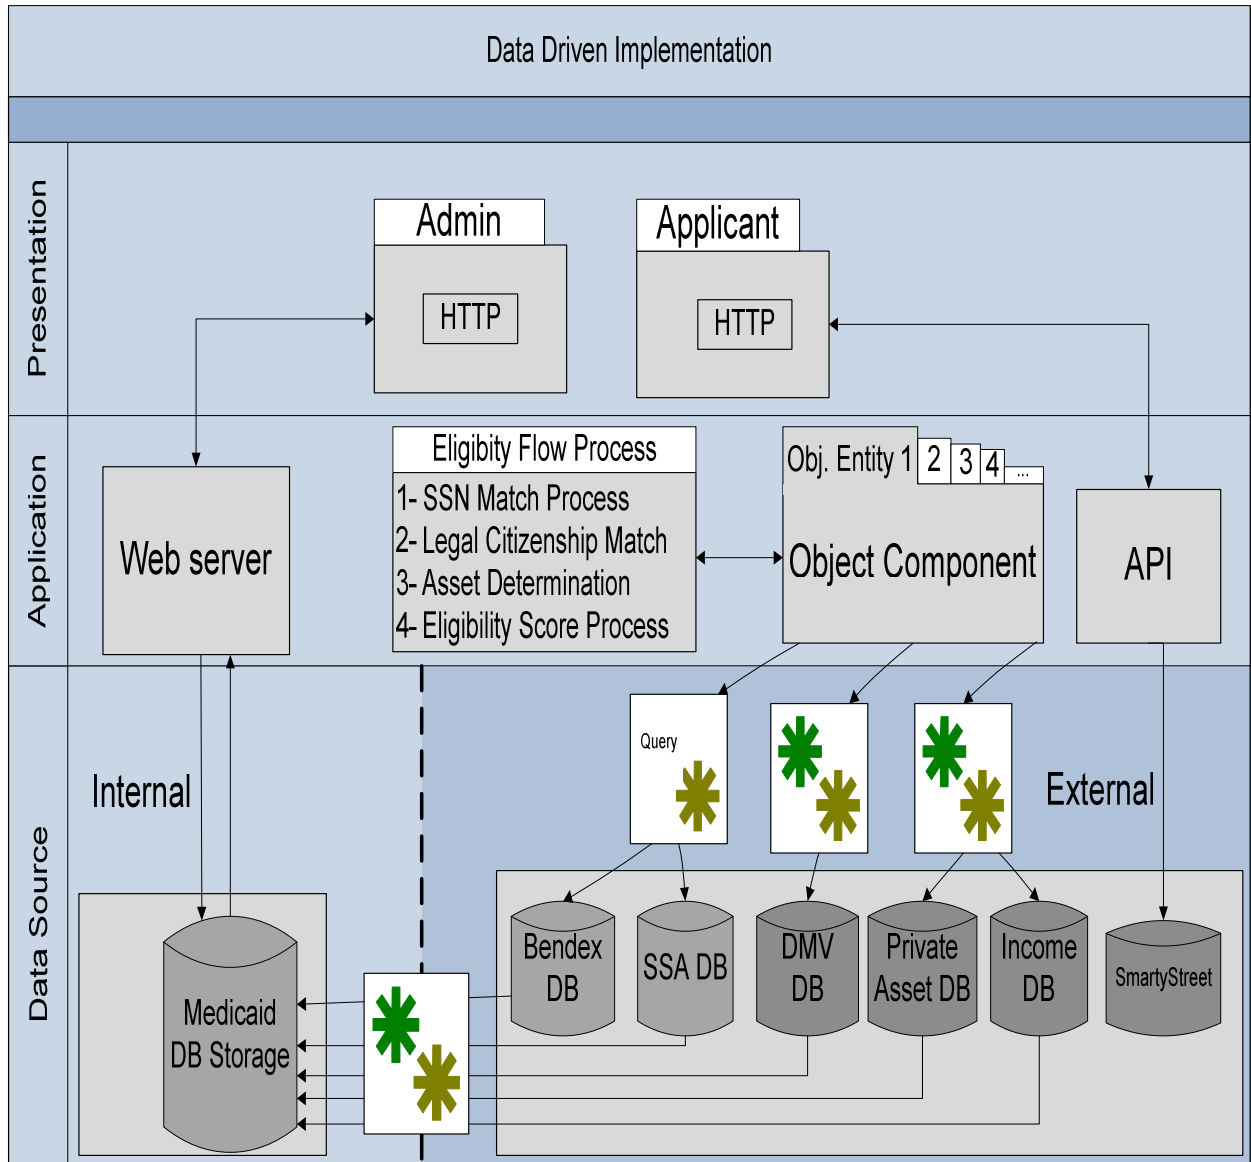 Data Driven Implementation
Presentation
Admin
HTTP
Applicant
HTTP
Application
Web server
Eligibity Flow Process
1- SSN Match Process
2- Legal Citizenship Match
3- Asset Determination
4- Eligibility Score Process
Obj. Entity 1
2
3
4
...
Object Component
API
Data Source
Internal
External
Query
Medicaid
DB Storage
Bendex
DB
SSA DB
DMV
DB
Private
Asset DB
Income
DB
SmartyStreet